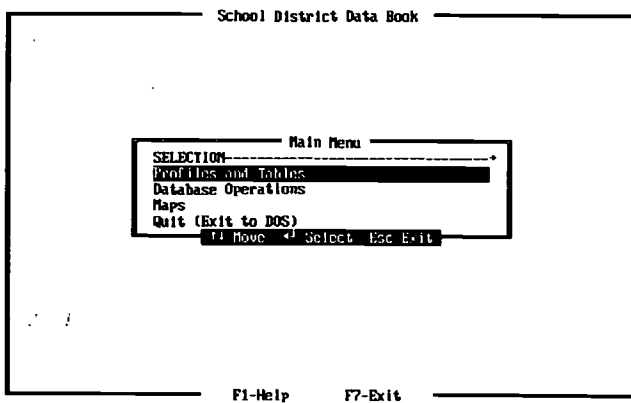 School District Data Book
Main Menu
SELECTION
Profiles and Tables
Database Operations
Maps
Quit (Exit to DOS)
↑↓ Move ↵ Select Esc Exit
F1-Help F7-Exit